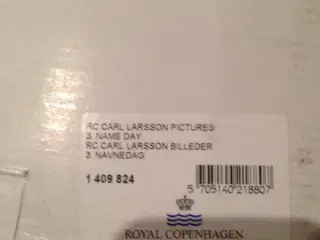 RC CARL LARSSON PICTURES
3. NAME DAY
RC CARL LARSSON BILLEDER
3. NAVNEDAG
1 409 824
5 705140 218807
ROYAL COPENHAGEN